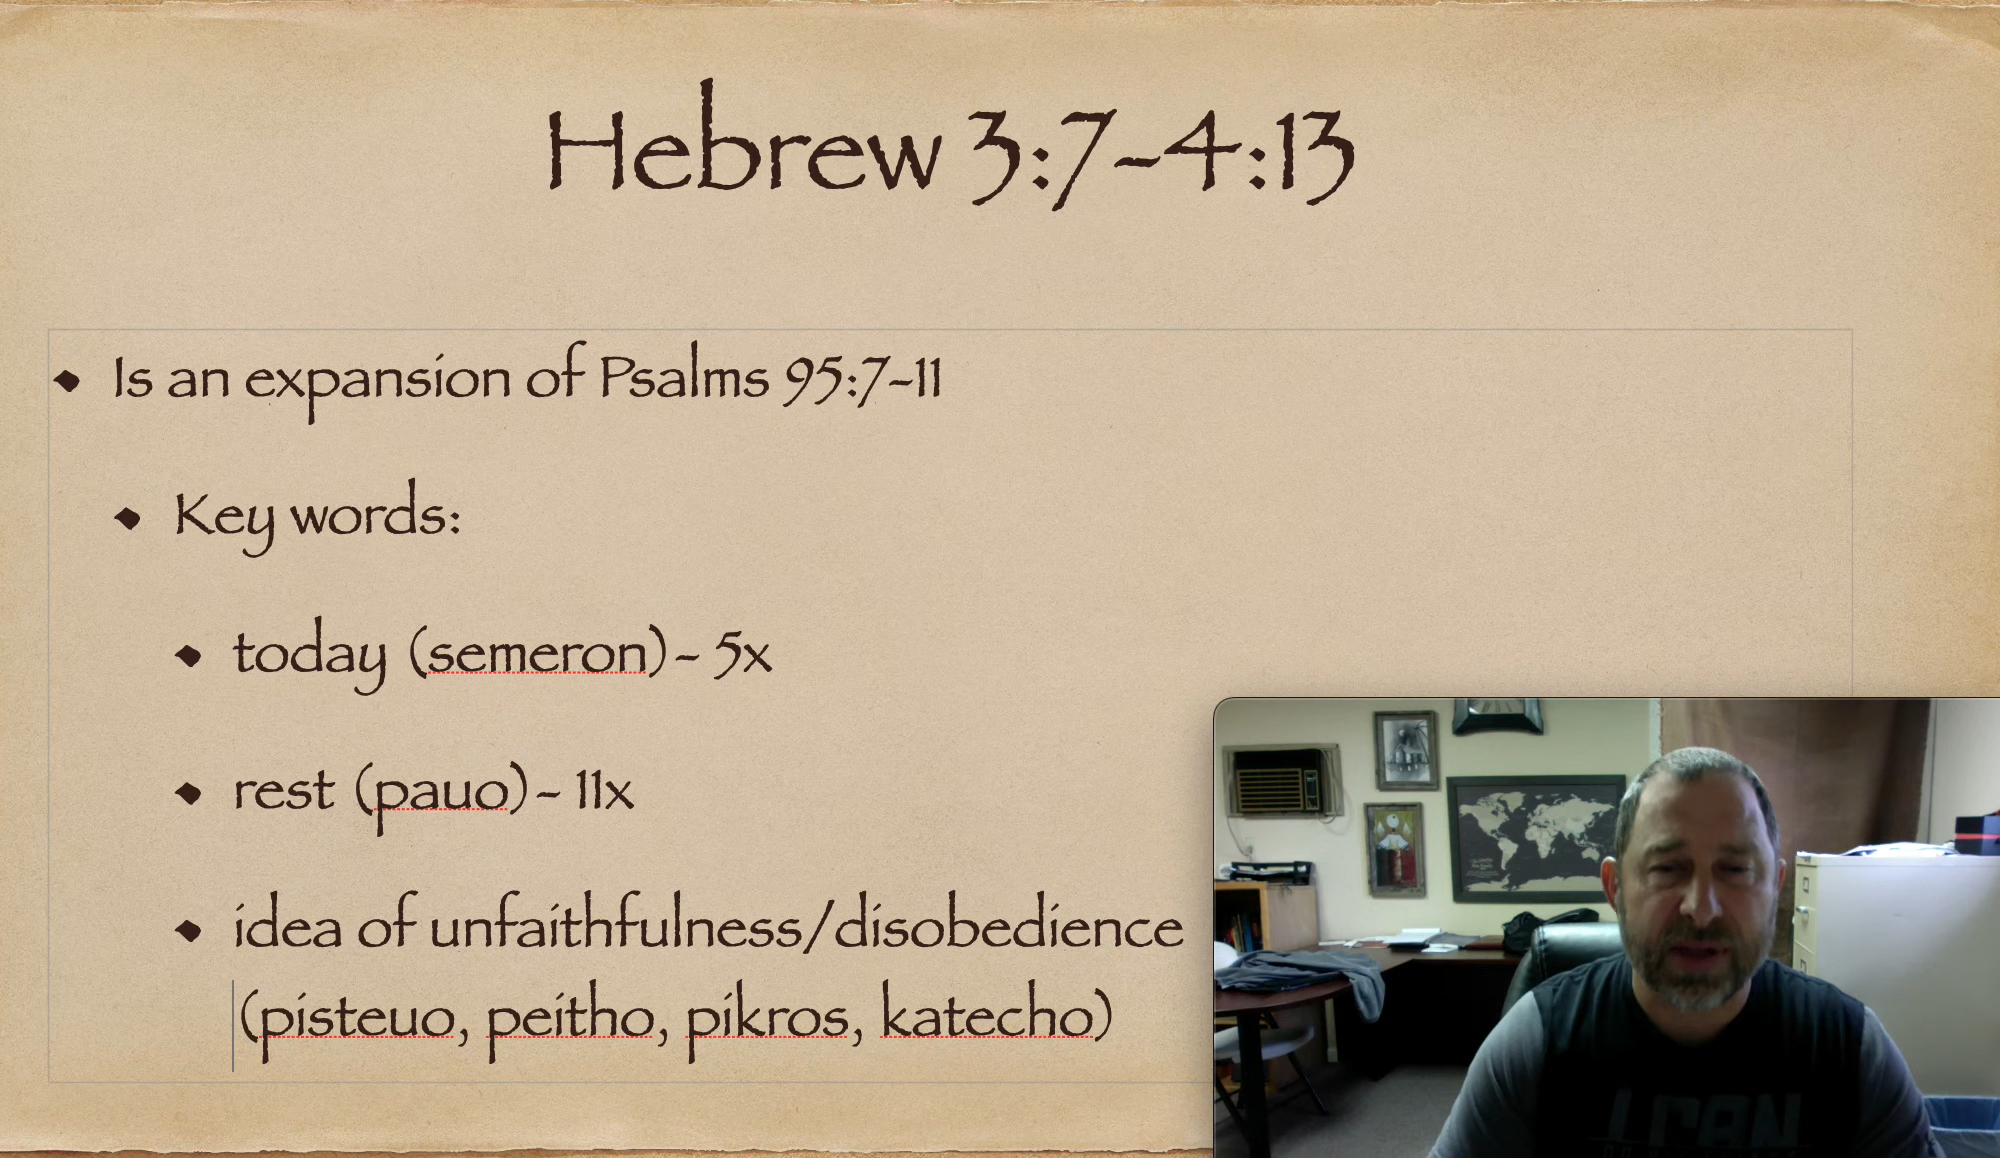 Hebrew 3:7-4:13
Is an expansion of Psalms 95:7-11
Key words:
today (semeron)- 5x
rest (pauo)- 11x
idea of unfaithfulness/disobedience
(pisteuo, peitho, pikros, katecho)